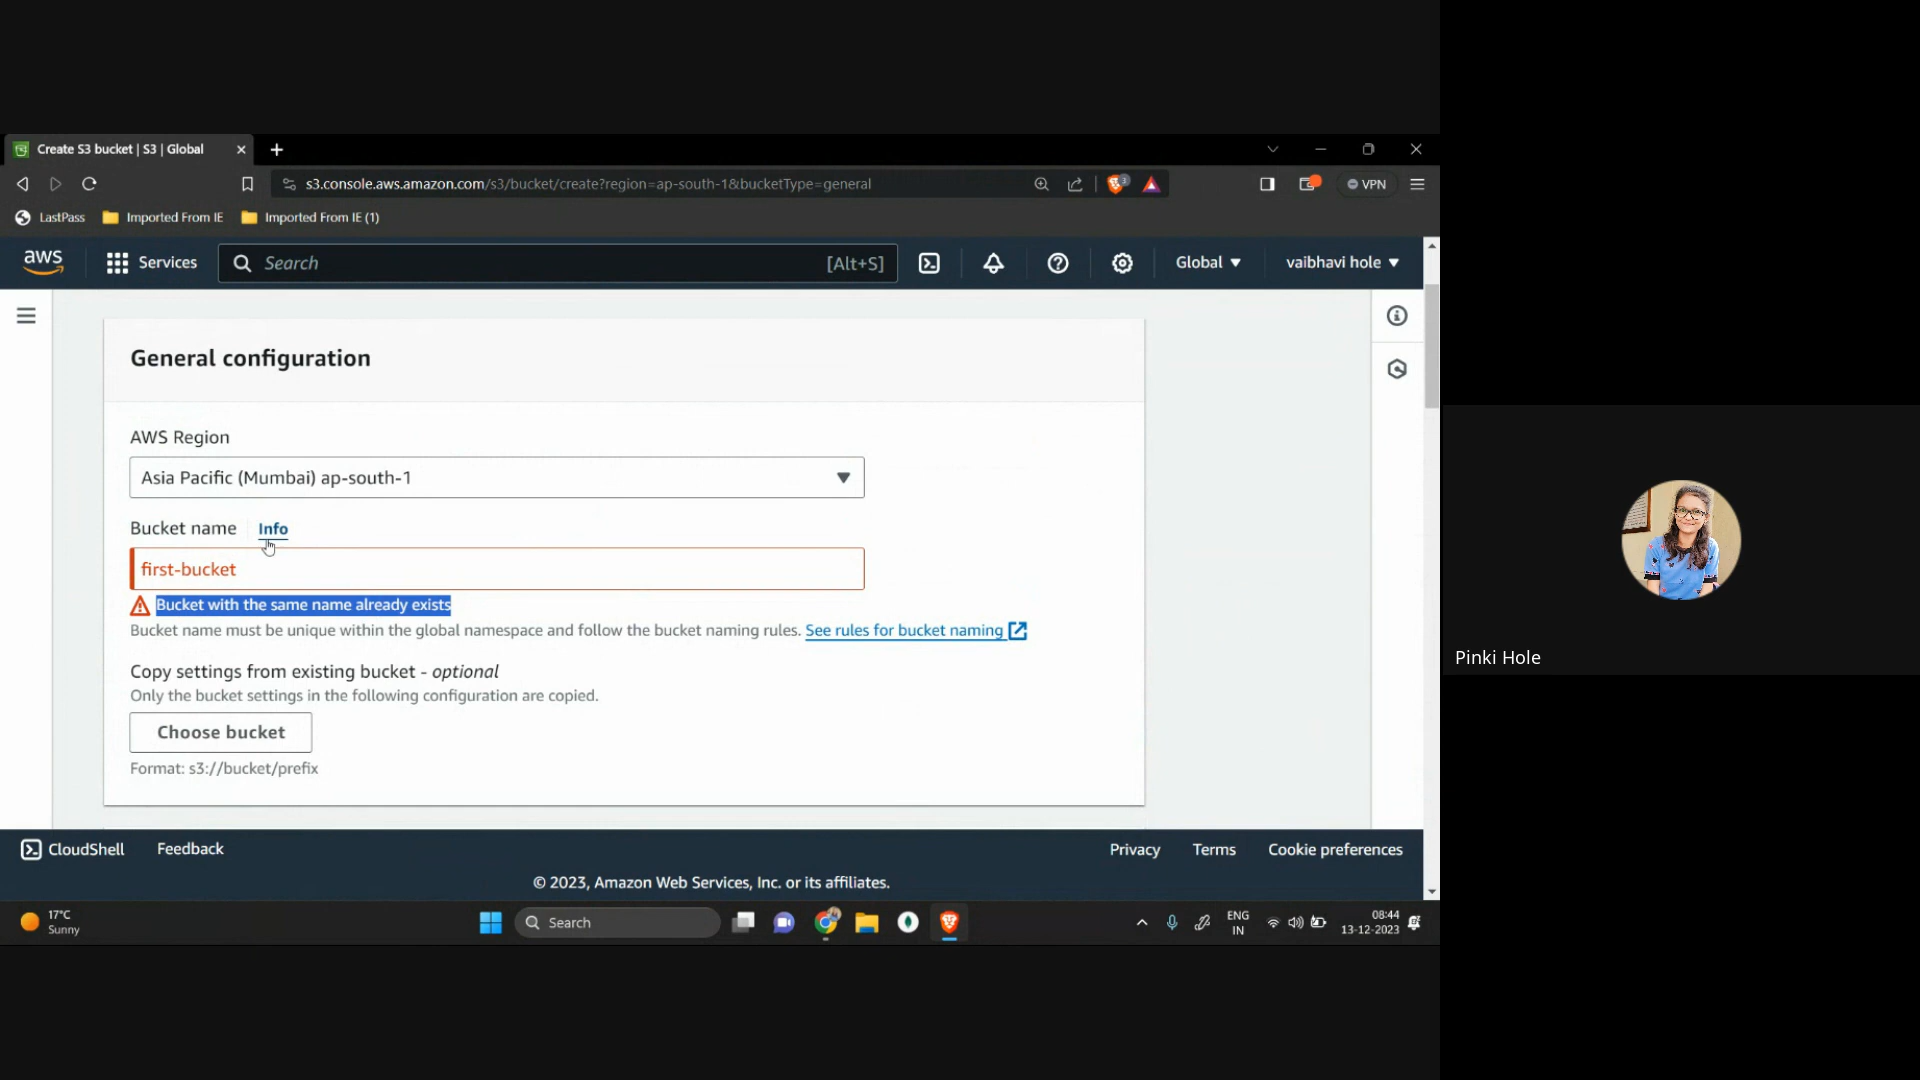 Create S3 bucket | S3 | Global
s3.console.aws.amazon.com/s3/bucket/create?region=ap-south-1&bucketType=general
VPN
LastPass
Imported From IE
Imported From IE (1)
aws
Services
Search
[Alt+S]
Global
vaibhavi hole
General configuration
AWS Region
Asia Pacific (Mumbai) ap-south-1
Bucket name
Info
first-bucket
Bucket with the same name already exists
Bucket name must be unique within the global namespace and follow the bucket naming rules. See rules for bucket naming
Copy settings from existing bucket - optional
Only the bucket settings in the following configuration are copied.
Choose bucket
Format: s3://bucket/prefix
Pinki Hole
CloudShell
Feedback
Privacy
Terms
Cookie preferences
© 2023, Amazon Web Services, Inc. or its affiliates.
17°C
Sunny
Search
ENG
IN
08:44
13-12-2023